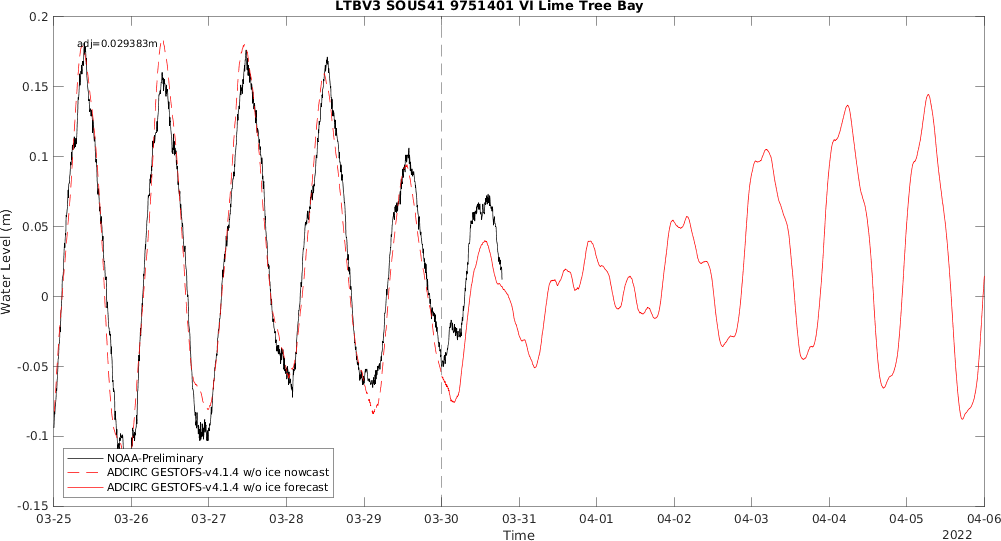 LTBV3 SOUS41 9751401 VI Lime Tree Bay
adj=0.029383m
0.2
0.15
0.1
0.05
0
-0.05
-0.1
-0.15
Water Level (m)
NOAA-Preliminary
ADCIRC GESTOFS-v4.1.4 w/o ice nowcast
ADCIRC GESTOFS-v4.1.4 w/o ice forecast
03-25 03-26 03-27 03-28 03-29 03-30 03-31 04-01 04-02 04-03 04-04 04-05 04-06
Time
2022